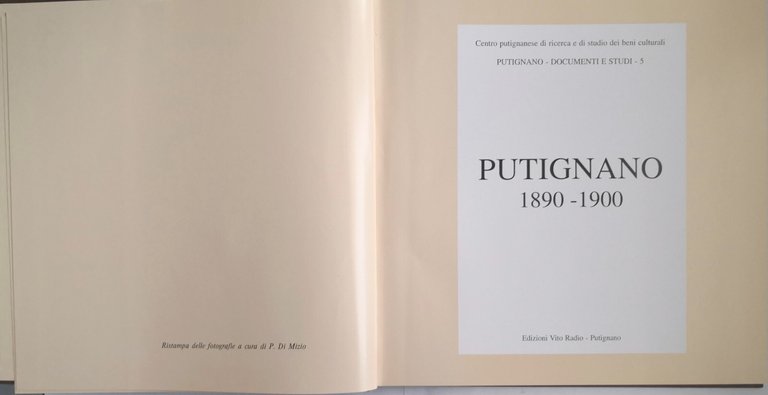 Ristampa delle fotografie a cura di P. Di Mizio
Centro putignanese di ricerca e di studio dei beni culturali
PUTIGNANO - DOCUMENTI E STUDI - 5
PUTIGNANO
1890 -1900
Edizioni Vito Radio - Putignano